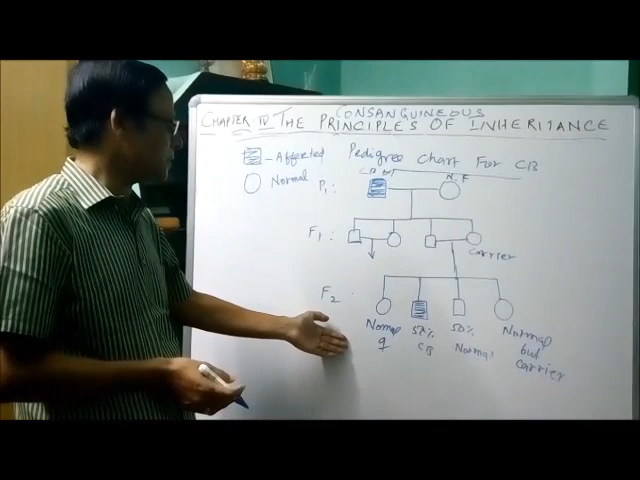 CONSANGUINEOUS
CHAPTER IV THE PRINCIPLES OF INHERITANCE
- Affected
Pedigree Chart For CB
Normal
CB
N. F
P1:
F1:
carrier
F2
Normal 50% 50% Normal
♀ CB Normal but
carrier